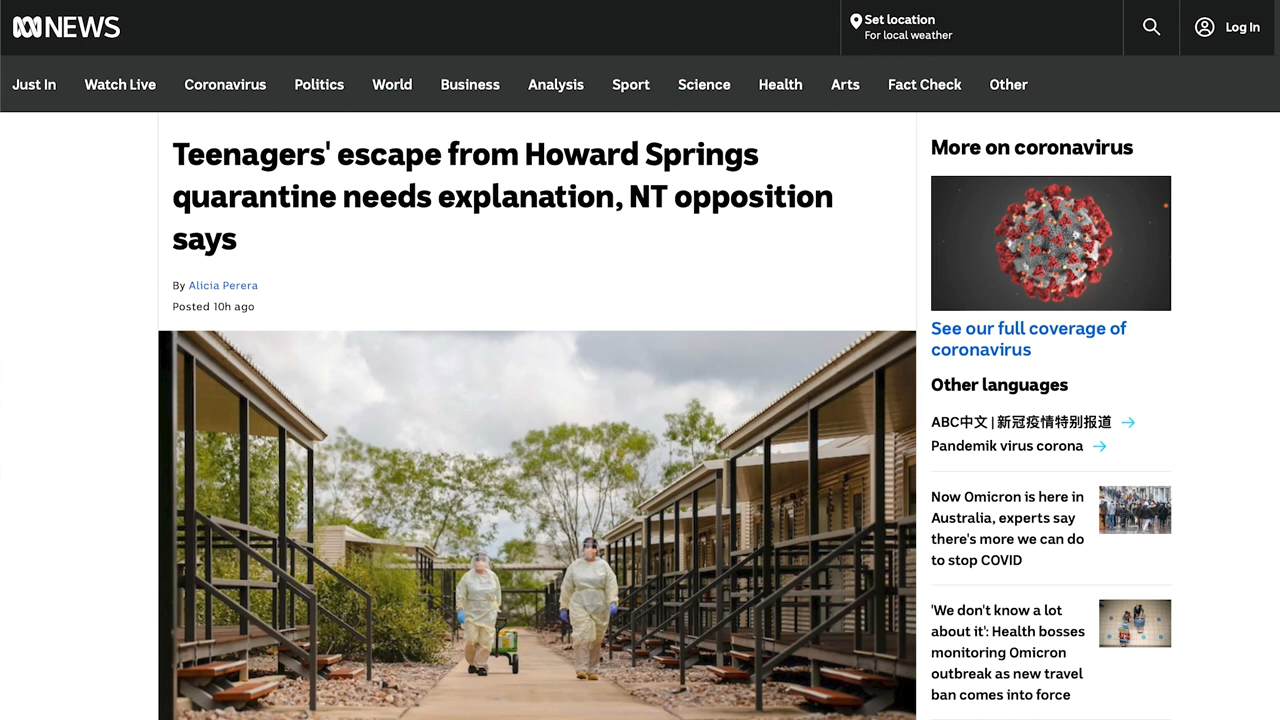 NEWS
Set location
For local weather
Log In
Just In Watch Live Coronavirus Politics World Business Analysis Sport Science Health Arts Fact Check Other
Teenagers' escape from Howard Springs
quarantine needs explanation, NT opposition
says
By Alicia Perera
Posted 10h ago
More on coronavirus
See our full coverage of
coronavirus
Other languages
ABC中文 | 新冠疫情特别报道
Pandemik virus corona
Now Omicron is here in
Australia, experts say
there's more we can do
to stop COVID
'We don't know a lot
about it': Health bosses
monitoring Omicron
outbreak as new travel
ban comes into force